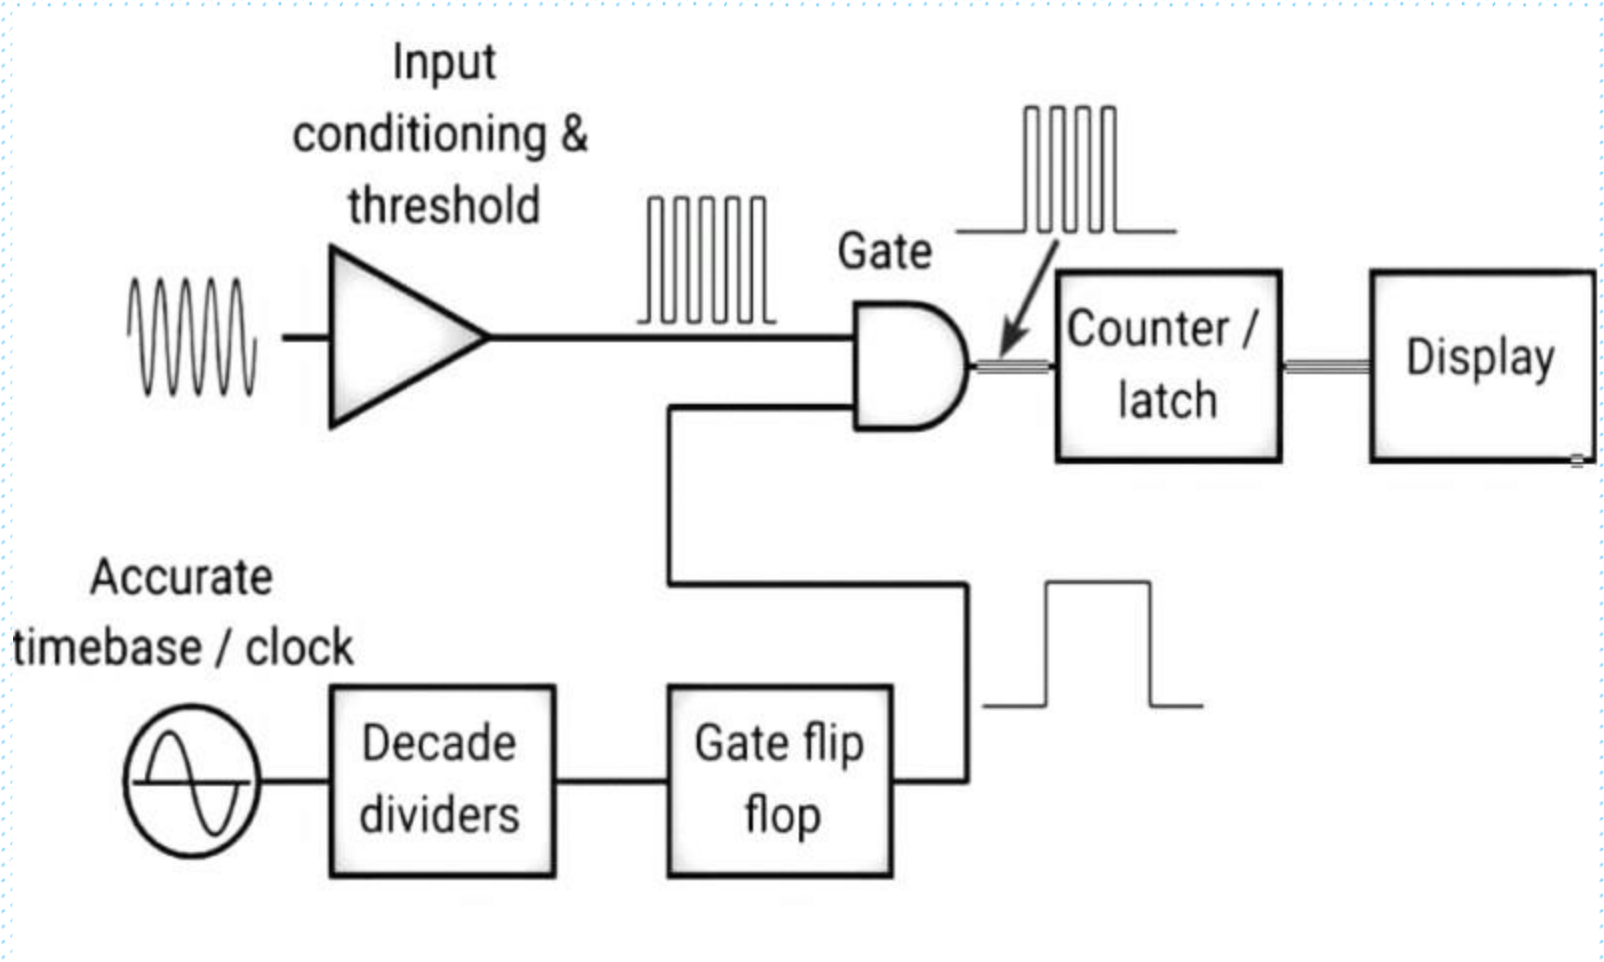 Input
conditioning &
threshold
Gate
Counter /
latch
Display
Accurate
timebase / clock
Decade
dividers
Gate flip
flop